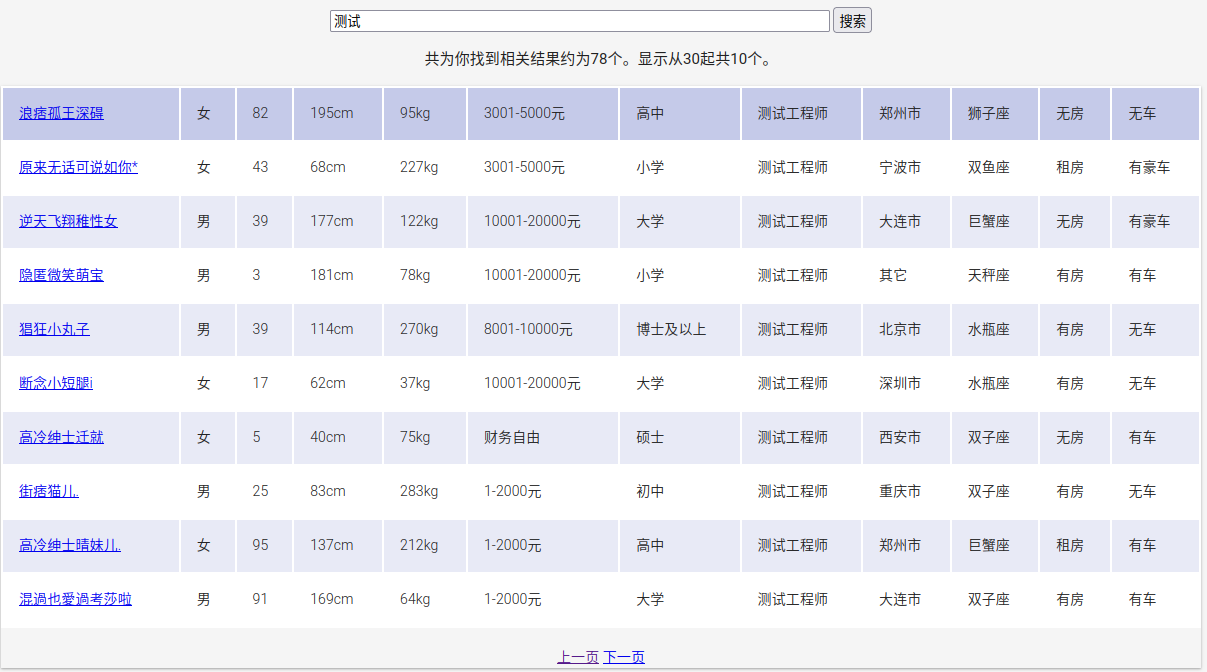 测试 搜索
共为你找到相关结果约为78个。显示从30起共10个。
浪痞孤王深碍 女 82 195cm 95kg 3001-5000元 高中 测试工程师 郑州市 狮子座 无房 无车
原来无话可说如你* 女 43 68cm 227kg 3001-5000元 小学 测试工程师 宁波市 双鱼座 租房 有豪车
逆天飞翔稚性女 男 39 177cm 122kg 10001-20000元 大学 测试工程师 大连市 巨蟹座 无房 有豪车
隐匿微笑萌宝 男 3 181cm 78kg 10001-20000元 小学 测试工程师 其它 天秤座 有房 有车
猖狂小丸子 男 39 114cm 270kg 8001-10000元 博士及以上 测试工程师 北京市 水瓶座 有房 无车
断念小短腿i 女 17 62cm 37kg 10001-20000元 大学 测试工程师 深圳市 水瓶座 有房 无车
高冷绅士迁就 女 5 40cm 75kg 财务自由 硕士 测试工程师 西安市 双子座 无房 有车
街痞猫儿. 男 25 83cm 283kg 1-2000元 初中 测试工程师 重庆市 双子座 有房 无车
高冷绅士晴妹儿. 女 95 137cm 212kg 1-2000元 高中 测试工程师 郑州市 巨蟹座 租房 有车
混過也愛過考莎啦 男 91 169cm 64kg 1-2000元 大学 测试工程师 大连市 双子座 有房 有车
上一页 下一页